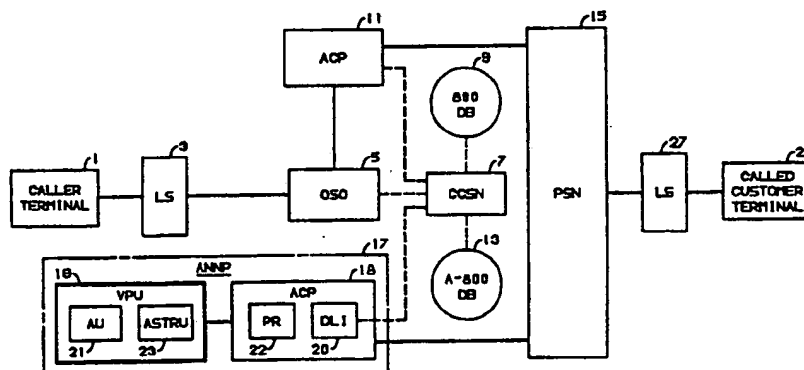 11
ACP
15
9
800
DB
1
CALLER
TERMINAL
3
LS
5
OSO
7
CCSN
PSN
27
LS
2
CALLED
CUSTOMER
TERMINAL
13
A-800
DB
17
ANNP
VPU
18
ACP
AU
21
ASTRU
23
PR
22
DLI
20